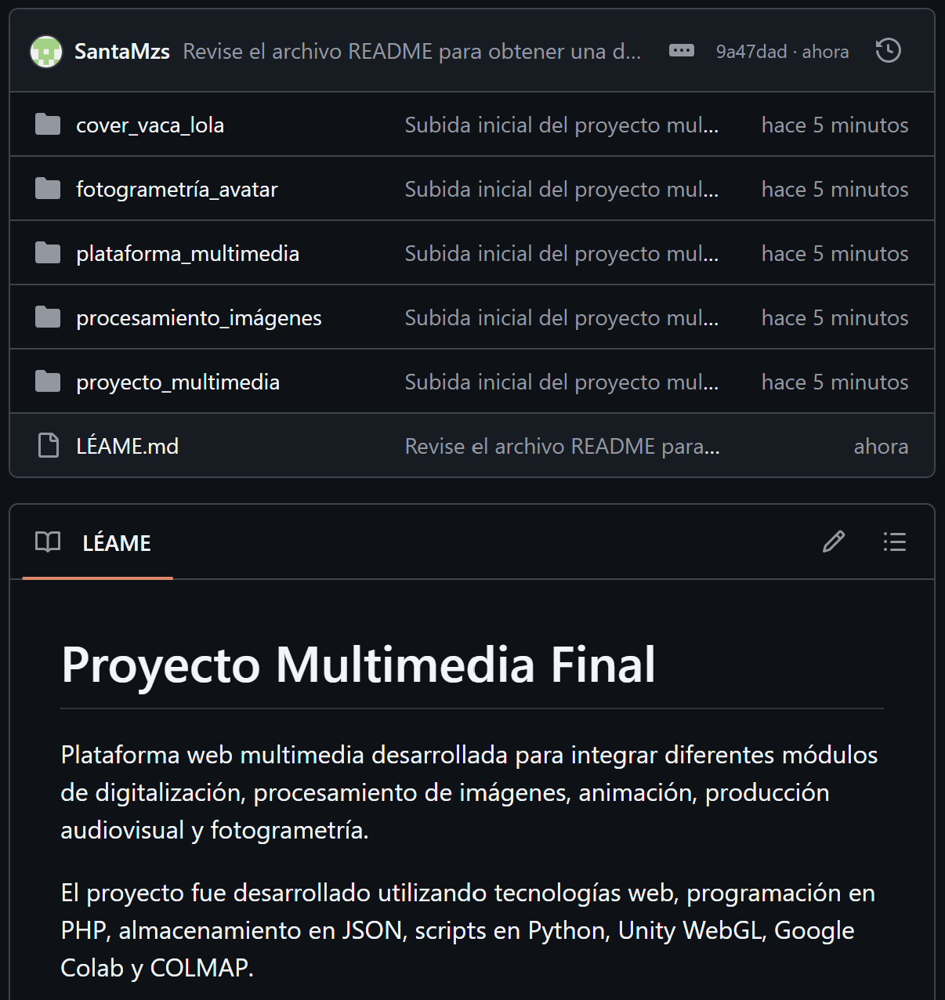 SantaMzs Revise el archivo README para obtener una d... 9a47dad · ahora
cover_vaca_lola Subida inicial del proyecto mul... hace 5 minutos
fotogrametría_avatar Subida inicial del proyecto mul... hace 5 minutos
plataforma_multimedia Subida inicial del proyecto mul... hace 5 minutos
procesamiento_imágenes Subida inicial del proyecto mul... hace 5 minutos
proyecto_multimedia Subida inicial del proyecto mul... hace 5 minutos
LÉAME.md Revise el archivo README para... ahora
LÉAME
Proyecto Multimedia Final
Plataforma web multimedia desarrollada para integrar diferentes módulos
de digitalización, procesamiento de imágenes, animación, producción
audiovisual y fotogrametría.
El proyecto fue desarrollado utilizando tecnologías web, programación en
PHP, almacenamiento en JSON, scripts en Python, Unity WebGL, Google
Colab y COLMAP.